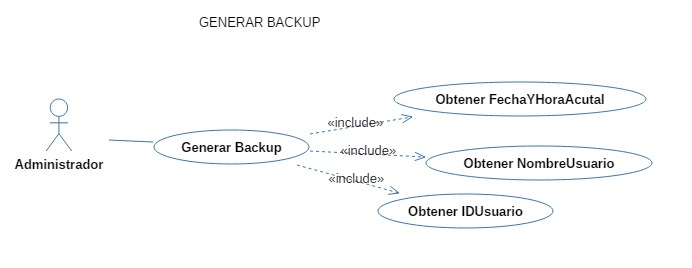 GENERAR BACKUP
Obtener FechaYHoraAcutal
«include»
Generar Backup
«include»
Obtener NombreUsuario
Administrador
«include»
Obtener IDUsuario